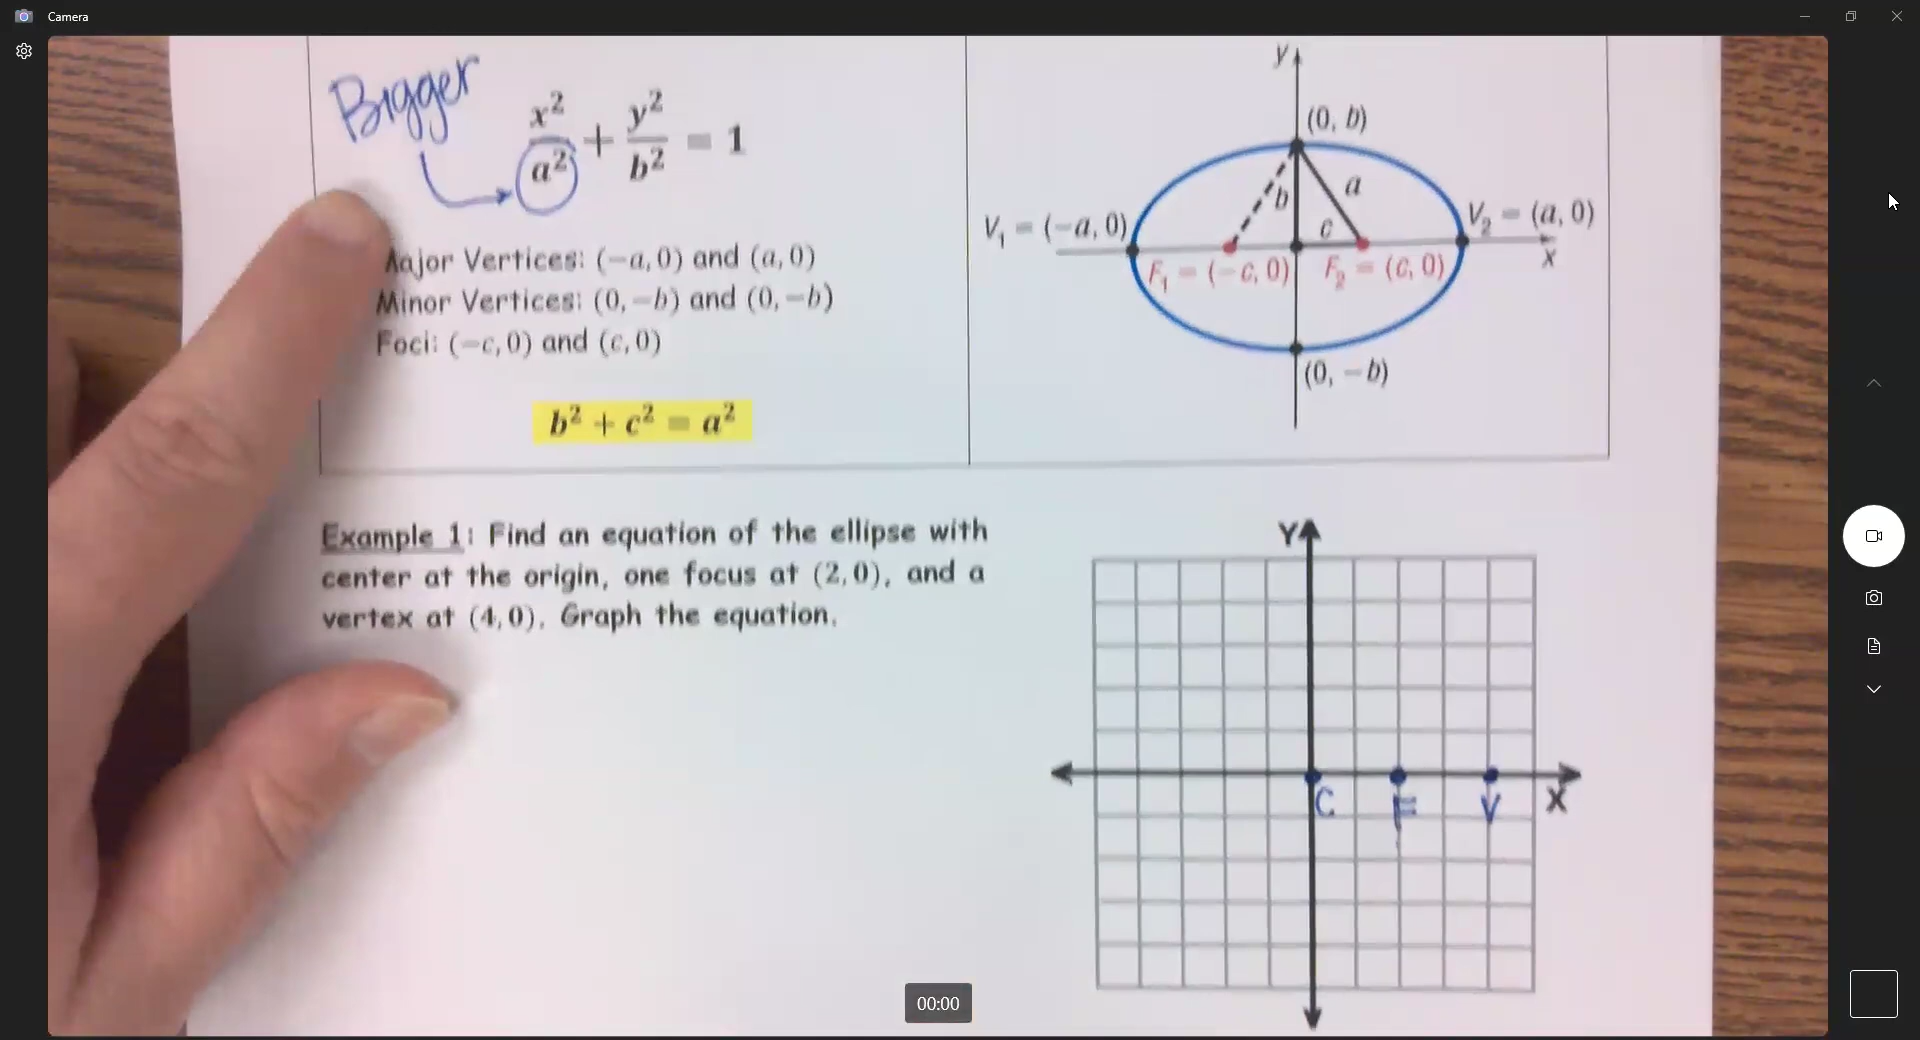 Camera
Bigger
x²/a² + y²/b² = 1
Major Vertices: (−a, 0) and (a, 0)
Minor Vertices: (0, −b) and (0, −b)
Foci: (−c, 0) and (c, 0)
b² + c² = a²
y
(0, b)
b
a
c
V₁ = (−a, 0)
V₂ = (a, 0)
x
F₁ = (−c, 0)
F₂ = (c, 0)
(0, −b)
Example 1: Find an equation of the ellipse with
center at the origin, one focus at (2, 0), and a
vertex at (4, 0). Graph the equation.
Y
C
F
V
X
00:00